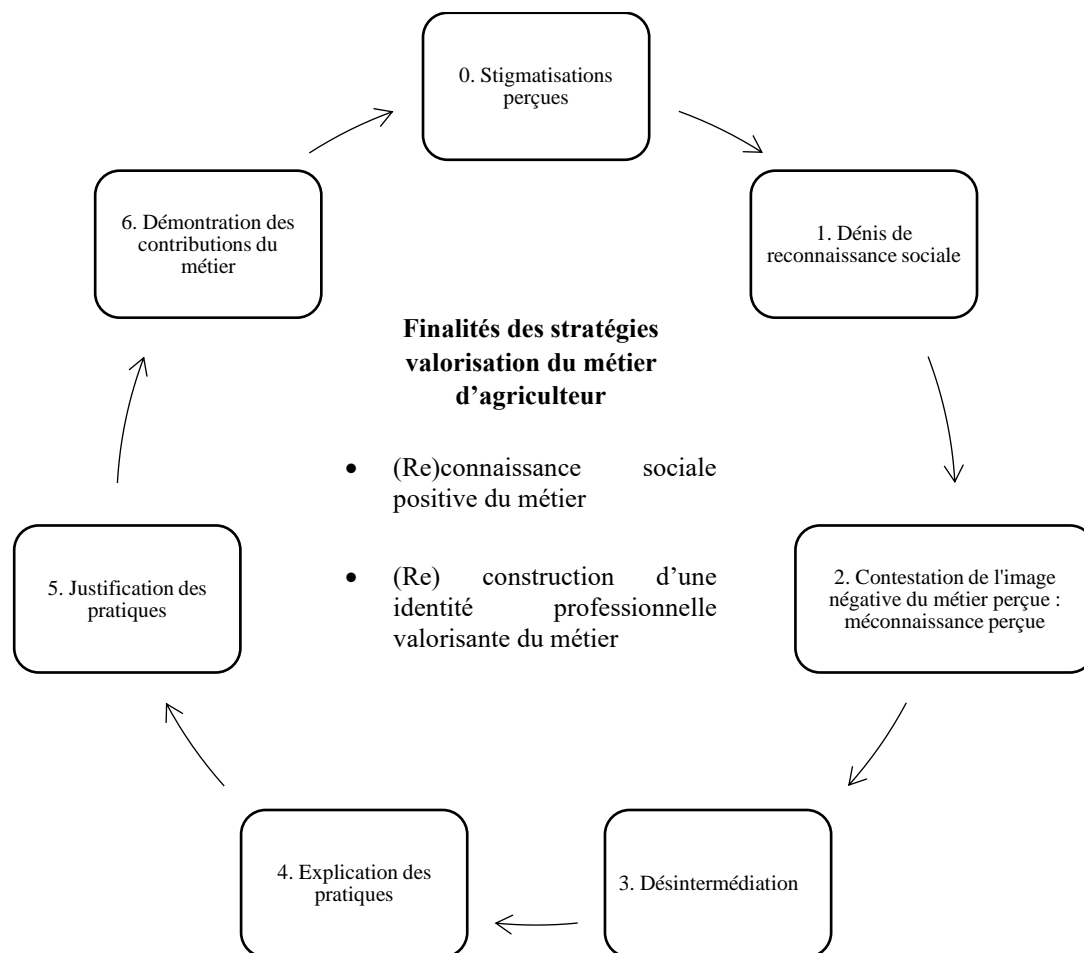 0. Stigmatisations
perçues
1. Dénis de
reconnaissance sociale
2. Contestation de l'image
négative du métier perçue :
méconnaissance perçue
3. Désintermédiation
4. Explication des
pratiques
5. Justification des
pratiques
6. Démontration des
contributions du
métier
Finalités des stratégies
valorisation du métier
d’agriculteur
• (Re)connaissance sociale
positive du métier
• (Re) construction d’une
identité professionnelle
valorisante du métier